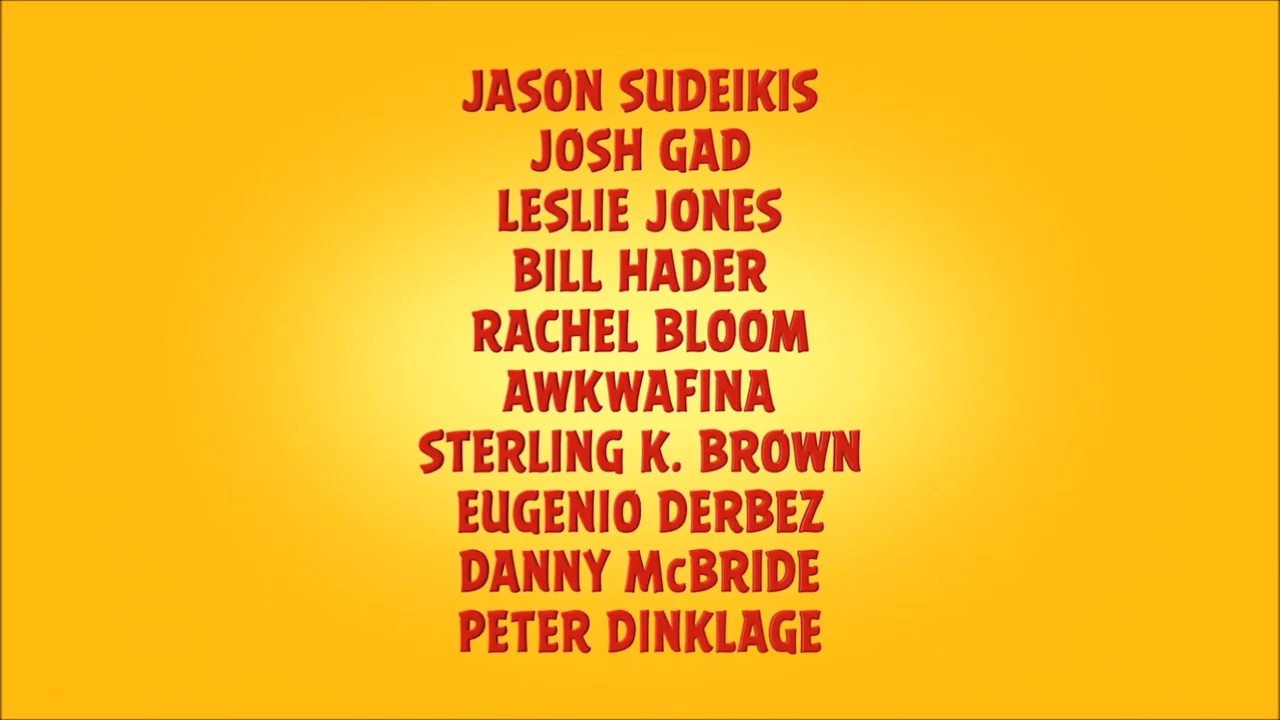 JASON SUDEIKIS
JOSH GAD
LESLIE JONES
BILL HADER
RACHEL BLOOM
AWKWAFINA
STERLING K. BROWN
EUGENIO DERBEZ
DANNY McBRIDE
PETER DINKLAGE